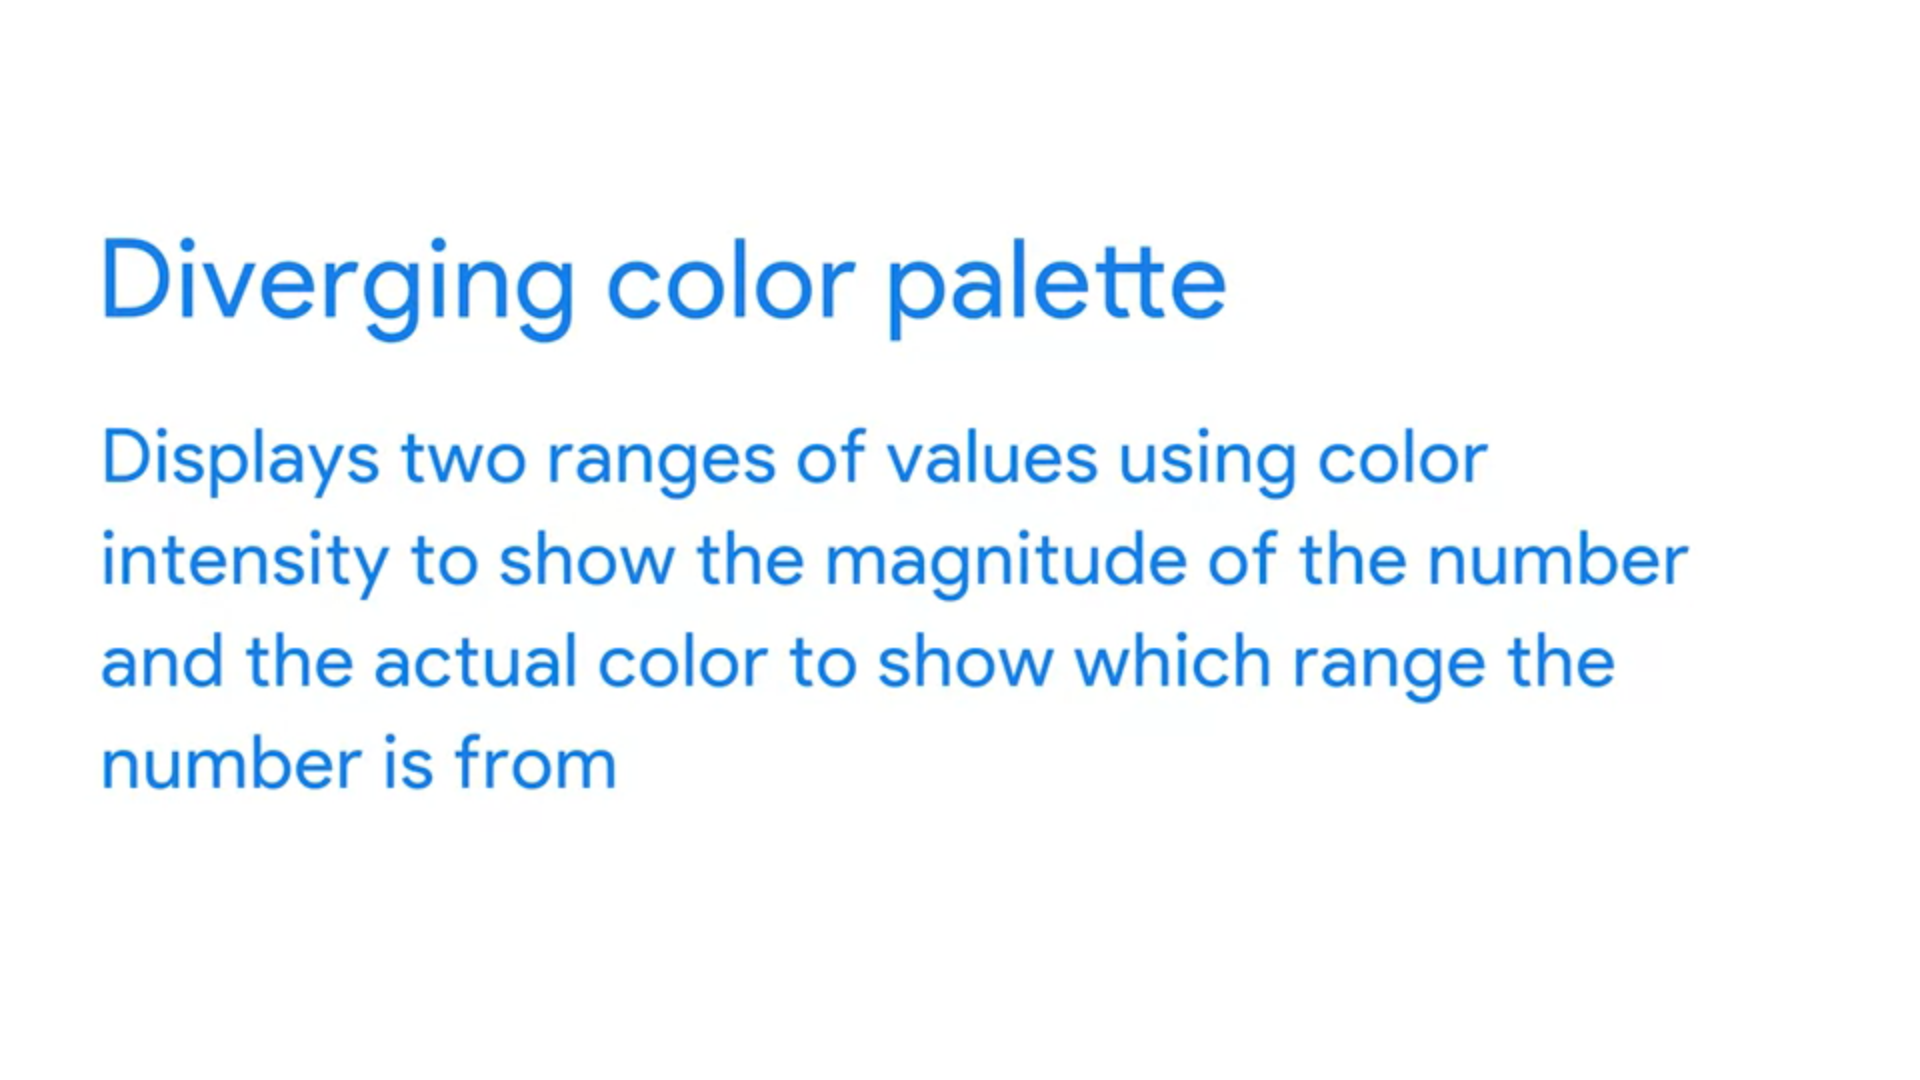 Diverging color palette
Displays two ranges of values using color
intensity to show the magnitude of the number
and the actual color to show which range the
number is from